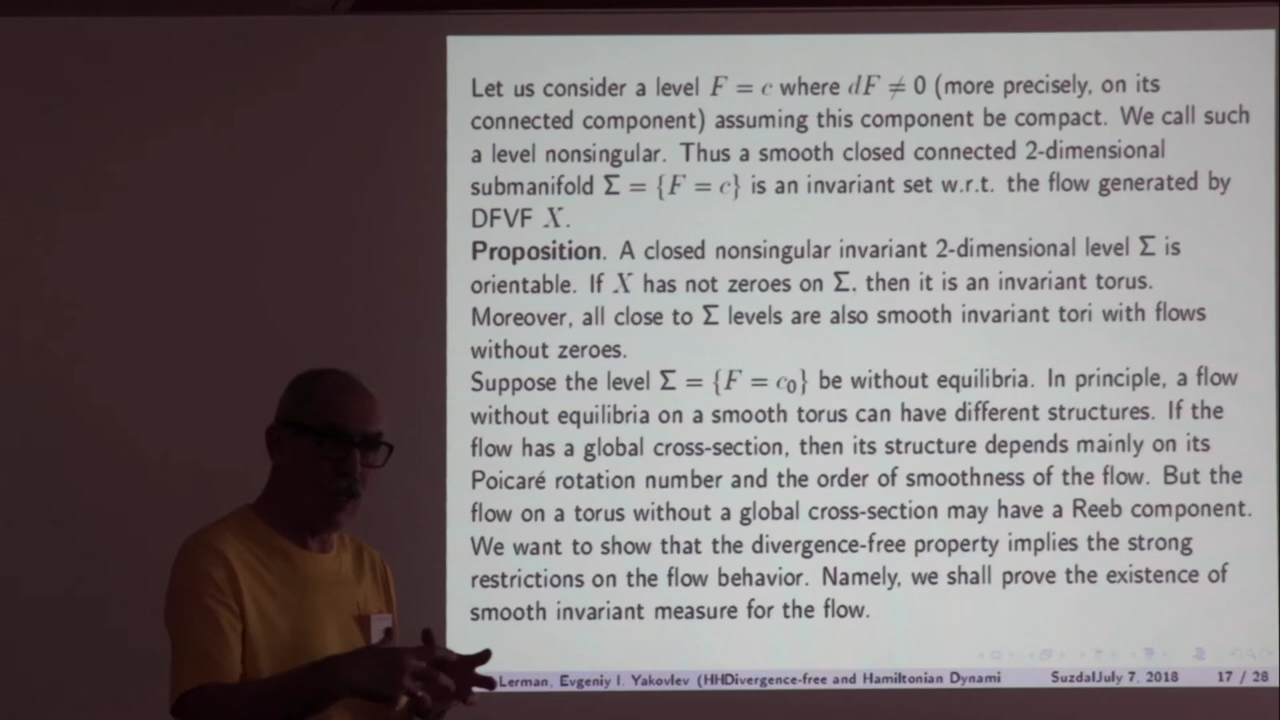 Let us consider a level F = c where dF ≠ 0 (more precisely, on its
connected component) assuming this component be compact. We call such
a level nonsingular. Thus a smooth closed connected 2-dimensional
submanifold Σ = {F = c} is an invariant set w.r.t. the flow generated by
DFVF X.
Proposition. A closed nonsingular invariant 2-dimensional level Σ is
orientable. If X has not zeroes on Σ, then it is an invariant torus.
Moreover, all close to Σ levels are also smooth invariant tori with flows
without zeroes.
Suppose the level Σ = {F = c₀} be without equilibria. In principle, a flow
without equilibria on a smooth torus can have different structures. If the
flow has a global cross-section, then its structure depends mainly on its
Poicaré rotation number and the order of smoothness of the flow. But the
flow on a torus without a global cross-section may have a Reeb component.
We want to show that the divergence-free property implies the strong
restrictions on the flow behavior. Namely, we shall prove the existence of
smooth invariant measure for the flow.
Lerman, Evgeniy I. Yakovlev (HHDivergence-free and Hamiltonian Dynami SuzdalJuly 7, 2018 17 / 28